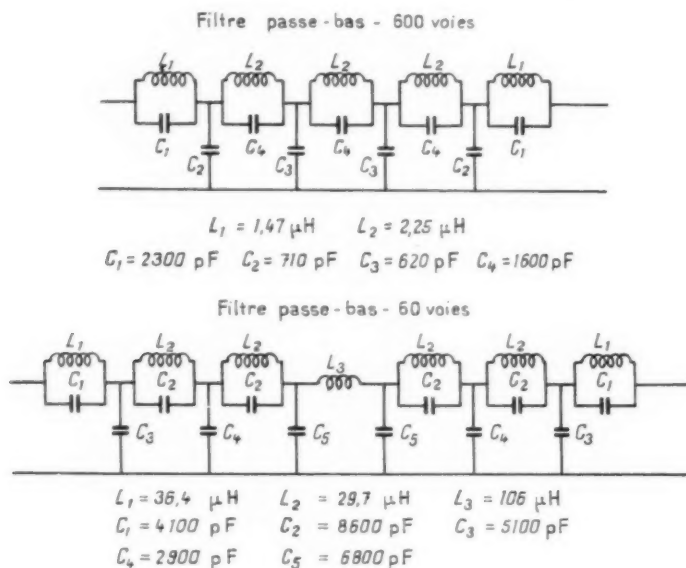 Filtre passe-bas - 600 voies
L₁ L₂ L₂ L₂ L₁
C₁ C₄ C₄ C₄ C₁
C₂ C₃ C₃ C₂
L₁ = 1,47 µH L₂ = 2,25 µH
C₁ = 2300 pF C₂ = 710 pF C₃ = 620 pF C₄ = 1600 pF
Filtre passe-bas - 60 voies
L₁ L₂ L₂ L₃ L₂ L₂ L₁
C₁ C₂ C₂ C₂ C₂ C₁
C₃ C₄ C₅ C₅ C₄ C₃
L₁ = 36,4 µH L₂ = 29,7 µH L₃ = 106 µH
C₁ = 4100 pF C₂ = 8600 pF C₃ = 5100 pF
C₄ = 2900 pF C₅ = 6800 pF